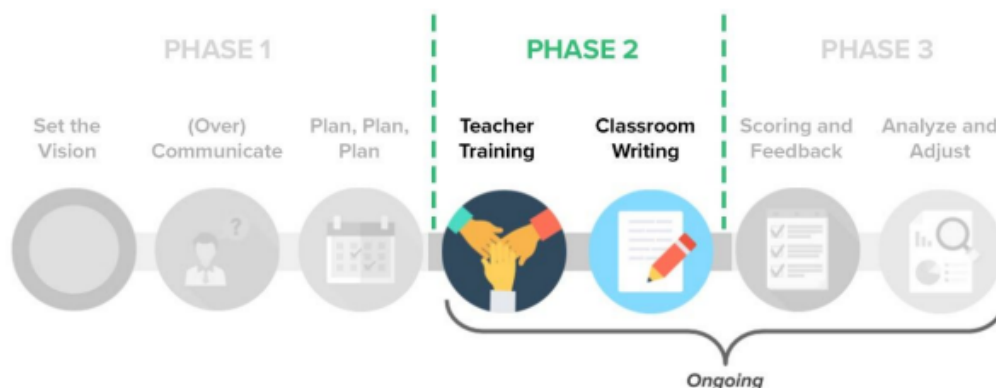 PHASE 1
PHASE 2
PHASE 3
Set the
Vision
(Over)
Communicate
Plan, Plan,
Plan
Teacher
Training
Classroom
Writing
Scoring and
Feedback
Analyze and
Adjust
?
Ongoing